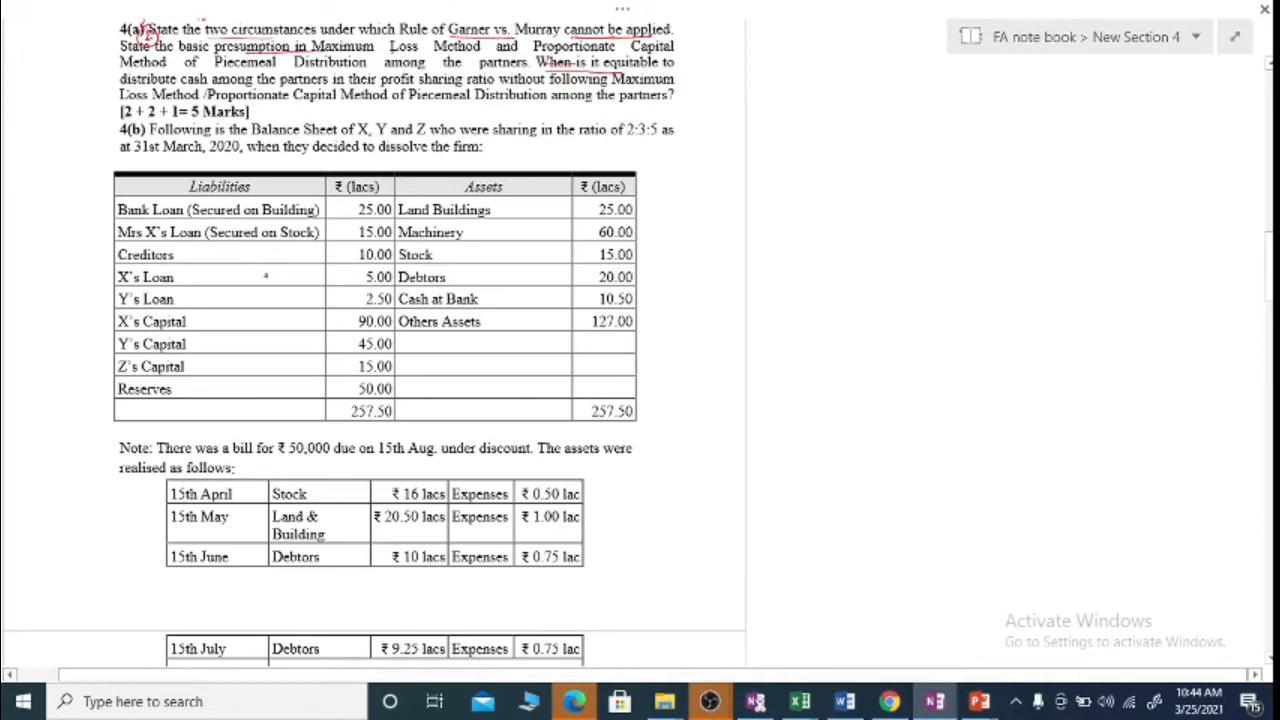 FA note book > New Section 4
4(a) State the two circumstances under which Rule of Garner vs. Murray cannot be applied.
State the basic presumption in Maximum Loss Method and Proportionate Capital
Method of Piecemeal Distribution among the partners. When is it equitable to
distribute cash among the partners in their profit sharing ratio without following Maximum
Loss Method /Proportionate Capital Method of Piecemeal Distribution among the partners?
[2 + 2 + 1= 5 Marks]
4(b) Following is the Balance Sheet of X, Y and Z who were sharing in the ratio of 2:3:5 as
at 31st March, 2020, when they decided to dissolve the firm:
Liabilities ₹ (lacs) Assets ₹ (lacs)
Bank Loan (Secured on Building) 25.00 Land Buildings 25.00
Mrs X's Loan (Secured on Stock) 15.00 Machinery 60.00
Creditors 10.00 Stock 15.00
X's Loan 5.00 Debtors 20.00
Y's Loan 2.50 Cash at Bank 10.50
X's Capital 90.00 Others Assets 127.00
Y's Capital 45.00
Z's Capital 15.00
Reserves 50.00
257.50 257.50
Note: There was a bill for ₹ 50,000 due on 15th Aug. under discount. The assets were
realised as follows:
15th April Stock ₹ 16 lacs Expenses ₹ 0.50 lac
15th May Land & Building ₹ 20.50 lacs Expenses ₹ 1.00 lac
15th June Debtors ₹ 10 lacs Expenses ₹ 0.75 lac
15th July Debtors ₹ 9.25 lacs Expenses ₹ 0.75 lac
Activate Windows
Go to Settings to activate Windows.
Type here to search
10:44 AM
3/25/2021
15